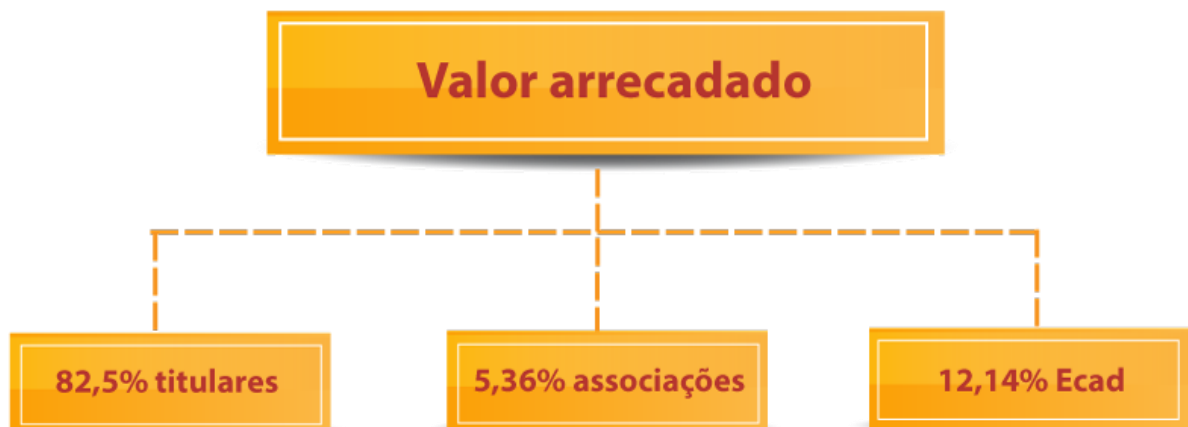 Valor arrecadado
82,5% titulares
5,36% associações
12,14% Ecad